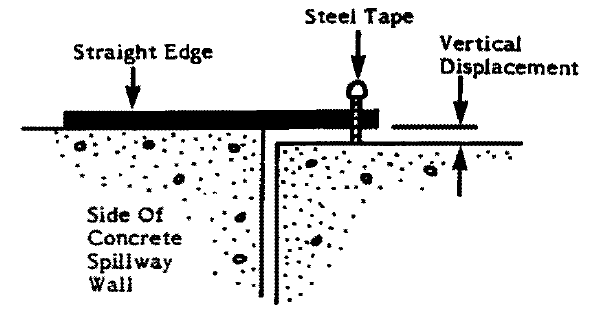 Steel Tape
Straight Edge
Vertical
Displacement
Side Of
Concrete
Spillway
Wall